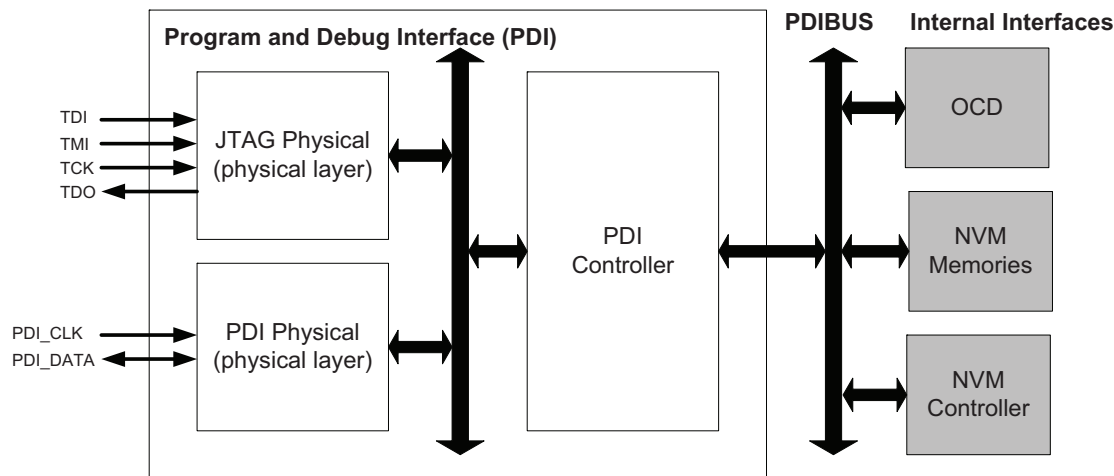 Program and Debug Interface (PDI)
PDIBUS
Internal Interfaces
TDI
TMI
TCK
TDO
JTAG Physical
(physical layer)
PDI_CLK
PDI_DATA
PDI Physical
(physical layer)
PDI
Controller
OCD
NVM
Memories
NVM
Controller